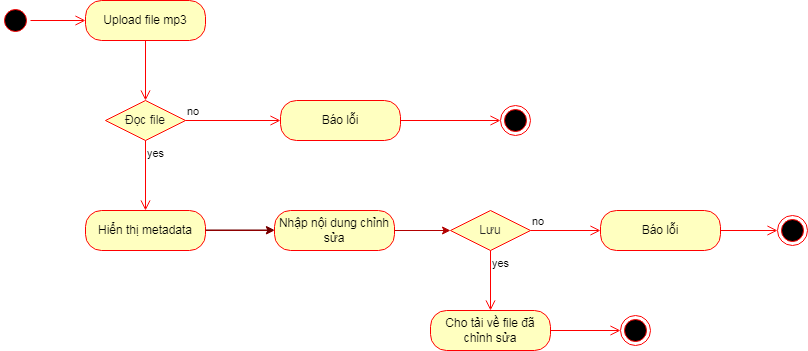 Upload file mp3
Đọc file
no
Báo lỗi
yes
Hiển thị metadata
Nhập nội dung chỉnh
sửa
Lưu
no
Báo lỗi
yes
Cho tải về file đã
chỉnh sửa